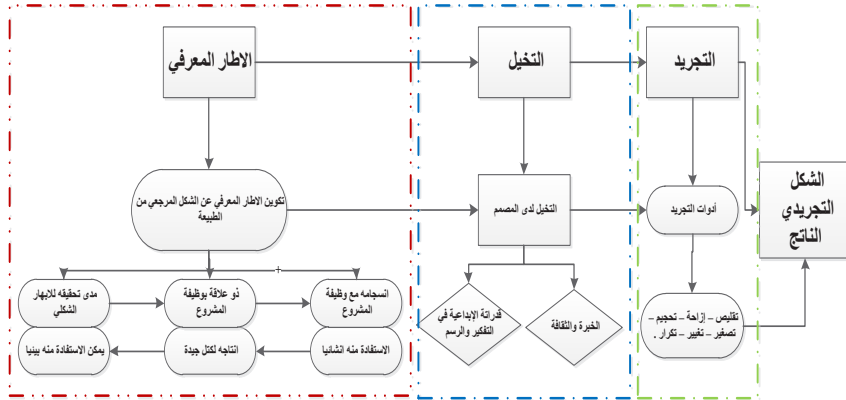 الاطار المعرفي
التخيل
التجريد
تكوين الاطار المعرفي عن الشكل المرجعي من
الطبيعة
التخيل لدى المصمم
أدوات التجريد
الشكل
التجريدي
الناتج
مدى تحقيقه للابهار
الشكلي
ذو علاقة بوظيفة
المشروع
انسجامه مع وظيفة
المشروع
يمكن الاستفادة منه بيئيا
انتاجه لكتل جيدة
الاستفادة منه انشائيا
قدراتة الإبداعية في
التفكير والرسم
الخبرة والثقافة
تقليص – إزاحة – تحجيم –
تصغير – تغيير – تكرار .